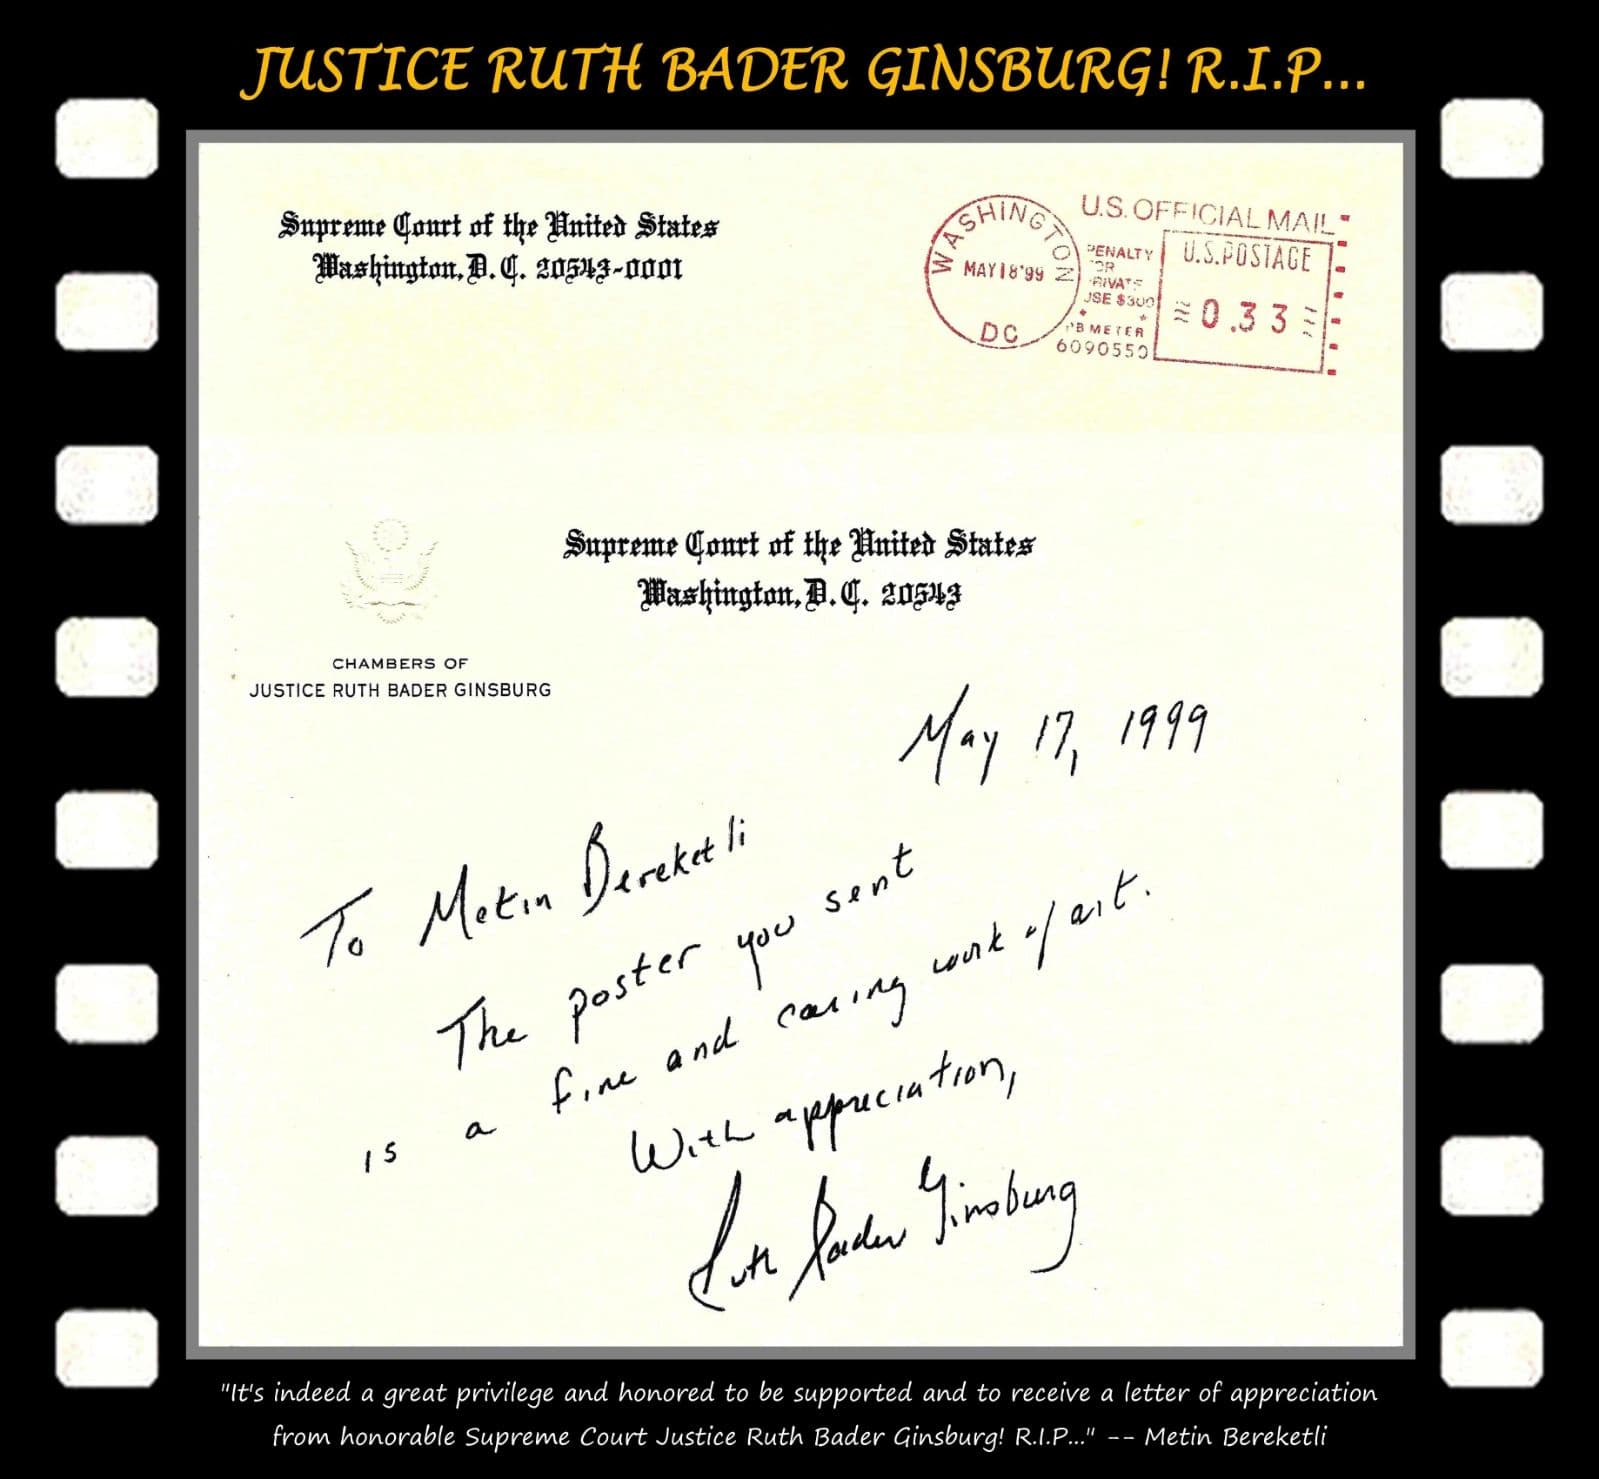 JUSTICE RUTH BADER GINSBURG! R.I.P...
Supreme Court of the United States
Washington, D.C. 20543-0001
WASHINGTON
MAY 18 '99
DC
U.S. OFFICIAL MAIL
PENALTY
FOR
PRIVATE
USE $300
PB METER
6090550
U.S. POSTAGE
0.33
Supreme Court of the United States
Washington, D.C. 20543
CHAMBERS OF
JUSTICE RUTH BADER GINSBURG
May 17, 1999
To Metin Bereketli
The poster you sent
is a fine and caring work of art.
With appreciation,
Ruth Bader Ginsburg
"It's indeed a great privilege and honored to be supported and to receive a letter of appreciation
from honorable Supreme Court Justice Ruth Bader Ginsburg! R.I.P..." -- Metin Bereketli